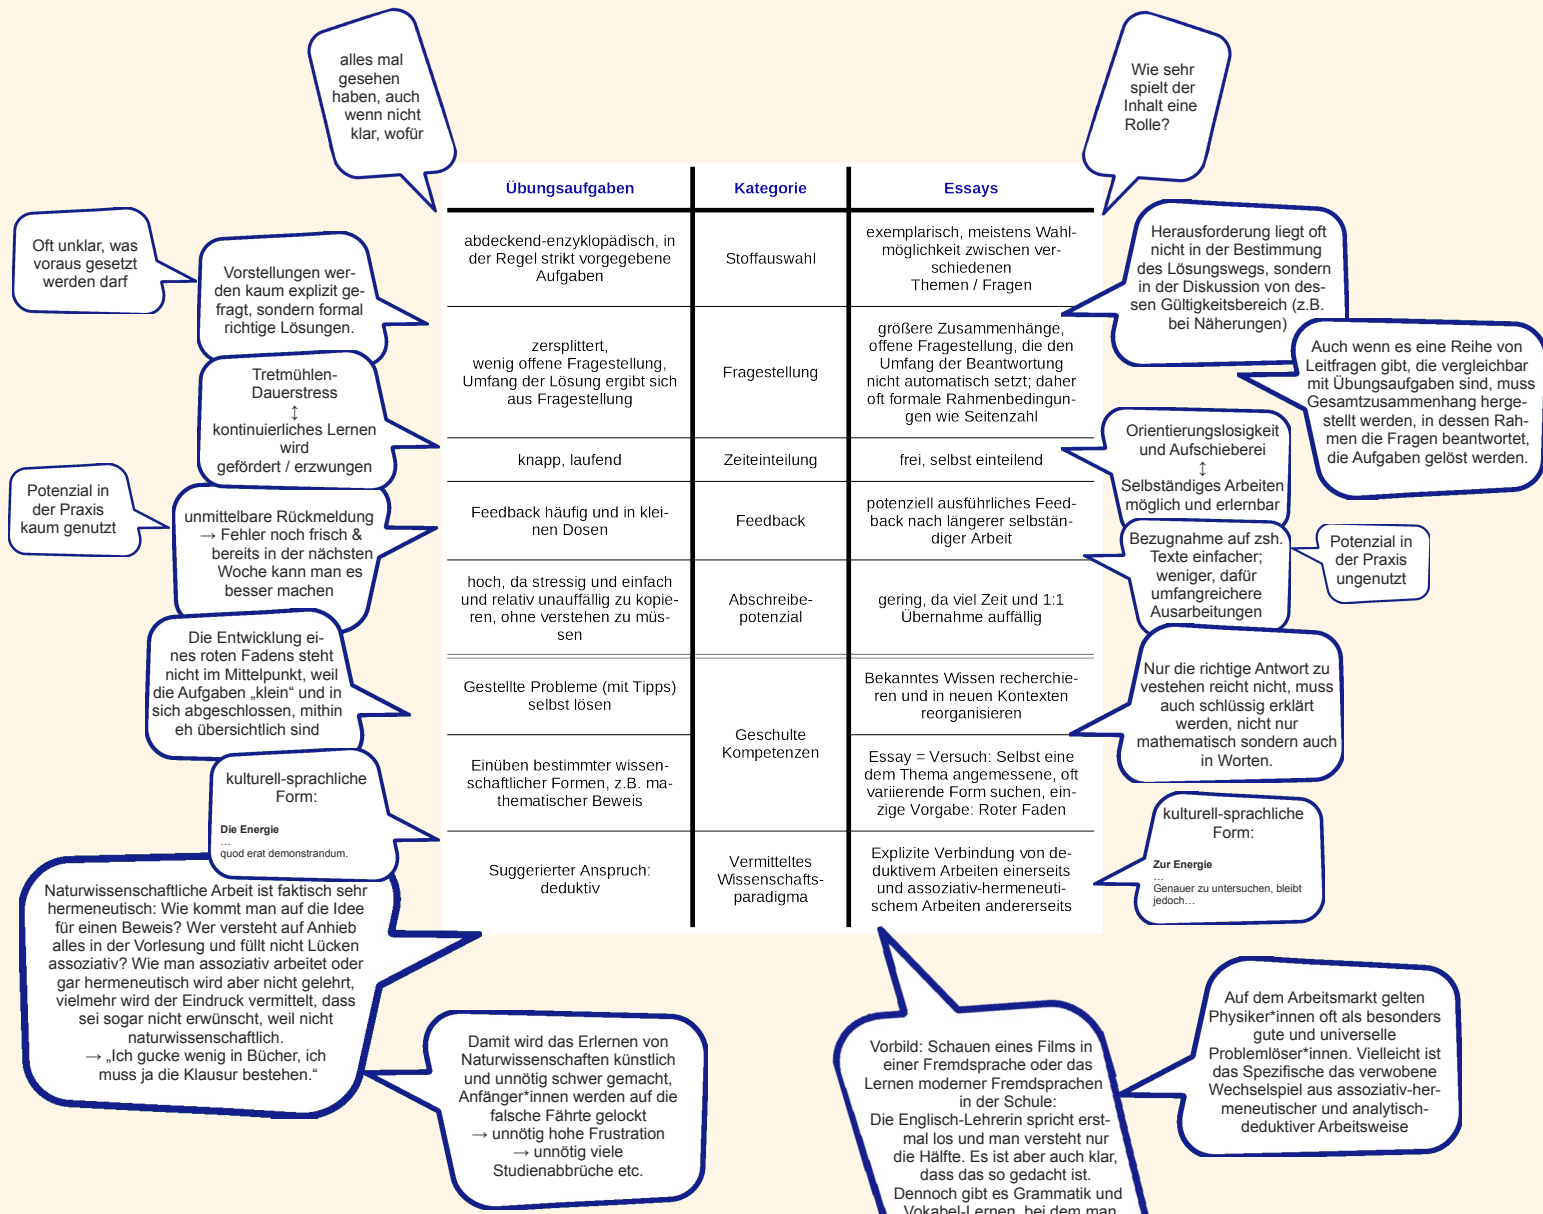 alles mal
gesehen
haben, auch
wenn nicht
klar, wofür
Wie sehr
spielt der
Inhalt eine
Rolle?
Übungsaufgaben
Kategorie
Essays
abdeckend-enzyklopädisch, in
der Regel strikt vorgegebene
Aufgaben
Stoffauswahl
exemplarisch, meistens Wahl-
möglichkeit zwischen ver-
schiedenen
Themen / Fragen
zersplittert,
wenig offene Fragestellung,
Umfang der Lösung ergibt sich
aus Fragestellung
Fragestellung
größere Zusammenhänge,
offene Fragestellung, die den
Umfang der Beantwortung
nicht automatisch setzt; daher
oft formale Rahmenbedingun-
gen wie Seitenzahl
knapp, laufend
Zeiteinteilung
frei, selbst einteilend
Feedback häufig und in klei-
nen Dosen
Feedback
potenziell ausführliches Feed-
back nach längerer selbstän-
diger Arbeit
hoch, da stressig und einfach
und relativ unauffällig zu kopie-
ren, ohne verstehen zu müs-
sen
Abschreibe-
potenzial
gering, da viel Zeit und 1:1
Übernahme auffällig
Gestellte Probleme (mit Tipps)
selbst lösen
Geschulte
Kompetenzen
Bekanntes Wissen recherchie-
ren und in neuen Kontexten
reorganisieren
Einüben bestimmter wissen-
schaftlicher Formen, z.B. ma-
thematischer Beweis
Essay = Versuch: Selbst eine
dem Thema angemessene, oft
variierende Form suchen, ein-
zige Vorgabe: Roter Faden
Suggerierter Anspruch:
deduktiv
Vermitteltes
Wissenschafts-
paradigma
Explizite Verbindung von de-
duktivem Arbeiten einerseits
und assoziativ-hermeneuti-
schem Arbeiten andererseits
Oft unklar, was
voraus gesetzt
werden darf
Vorstellungen wer-
den kaum explizit ge-
fragt, sondern formal
richtige Lösungen.
Tretmühlen-
Dauerstress
↕
kontinuierliches Lernen
wird
gefördert / erzwungen
Potenzial in
der Praxis
kaum genutzt
unmittelbare Rückmeldung
→ Fehler noch frisch &
bereits in der nächsten
Woche kann man es
besser machen
Die Entwicklung ei-
nes roten Fadens steht
nicht im Mittelpunkt, weil
die Aufgaben „klein“ und in
sich abgeschlossen, mithin
eh übersichtlich sind
kulturell-sprachliche
Form:
Die Energie
…
quod erat demonstrandum.
Naturwissenschaftliche Arbeit ist faktisch sehr
hermeneutisch: Wie kommt man auf die Idee
für einen Beweis? Wer versteht auf Anhieb
alles in der Vorlesung und füllt nicht Lücken
assoziativ? Wie man assoziativ arbeitet oder
gar hermeneutisch wird aber nicht gelehrt,
vielmehr wird der Eindruck vermittelt, dass
sei sogar nicht erwünscht, weil nicht
naturwissenschaftlich.
→ „Ich gucke wenig in Bücher, ich
muss ja die Klausur bestehen.“
Damit wird das Erlernen von
Naturwissenschaften künstlich
und unnötig schwer gemacht,
Anfänger*innen werden auf die
falsche Fährte gelockt
→ unnötig hohe Frustration
→ unnötig viele
Studienabbrüche etc.
Herausforderung liegt oft
nicht in der Bestimmung
des Lösungswegs, sondern
in der Diskussion von des-
sen Gültigkeitsbereich (z.B.
bei Näherungen)
Auch wenn es eine Reihe von
Leitfragen gibt, die vergleichbar
mit Übungsaufgaben sind, muss
Gesamtzusammenhang herge-
stellt werden, in dessen Rah-
men die Fragen beantwortet,
die Aufgaben gelöst werden.
Orientierungslosigkeit
und Aufschieberei
↕
Selbständiges Arbeiten
möglich und erlernbar
Bezugnahme auf zsh.
Texte einfacher;
weniger, dafür
umfangreichere
Ausarbeitungen
Potenzial in
der Praxis
ungenutzt
Nur die richtige Antwort zu
vestehen reicht nicht, muss
auch schlüssig erklärt
werden, nicht nur
mathematisch sondern auch
in Worten.
kulturell-sprachliche
Form:
Zur Energie
…
Genauer zu untersuchen, bleibt
jedoch…
Vorbild: Schauen eines Films in
einer Fremdsprache oder das
Lernen moderner Fremdsprachen
in der Schule:
Die Englisch-Lehrerin spricht erst-
mal los und man versteht nur
die Hälfte. Es ist aber auch klar,
dass das so gedacht ist.
Dennoch gibt es Grammatik und
Vokabel-Lernen, bei dem man
Auf dem Arbeitsmarkt gelten
Physiker*innen oft als besonders
gute und universelle
Problemlöser*innen. Vielleicht ist
das Spezifische das verwobene
Wechselspiel aus assoziativ-her-
meneutischer und analytisch-
deduktiver Arbeitsweise